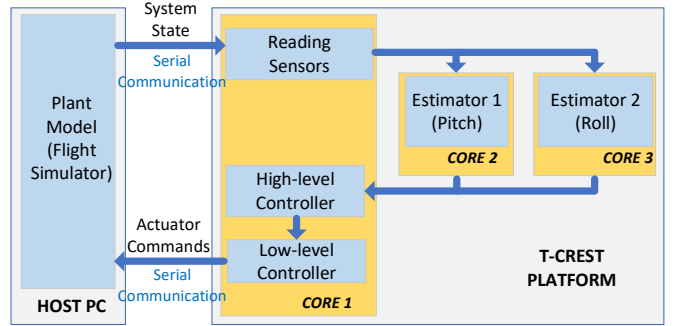 System
State
Serial
Communication
Reading
Sensors
Plant
Model
(Flight
Simulator)
Estimator 1
(Pitch)
CORE 2
Estimator 2
(Roll)
CORE 3
High-level
Controller
Actuator
Commands
Low-level
Controller
Serial
Communication
CORE 1
HOST PC
T-CREST
PLATFORM